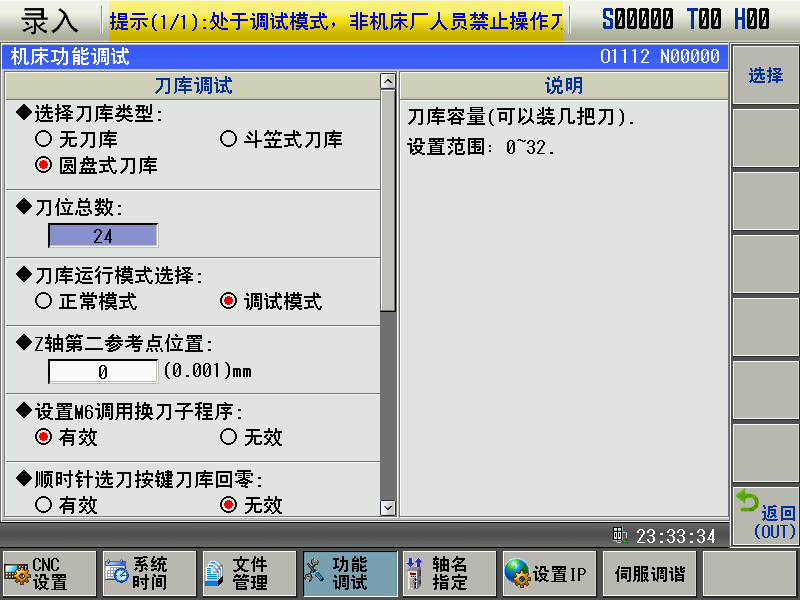 录入
提示(1/1):处于调试模式，非机床厂人员禁止操作
S00000 T00 H00
机床功能调试
O1112 N00000
刀库调试
◆选择刀库类型:
无刀库
斗笠式刀库
圆盘式刀库
◆刀位总数:
24
◆刀库运行模式选择:
正常模式
调试模式
◆Z轴第二参考点位置:
0
(0.001)mm
◆设置M6调用换刀子程序:
有效
无效
◆顺时针选刀按键刀库回零:
有效
无效
说明
刀库容量(可以装几把刀).
设置范围: 0~32.
选择
返回
(OUT)
23:33:34
CNC
设置
系统
时间
文件
管理
功能
调试
轴名
指定
设置IP
伺服调谐